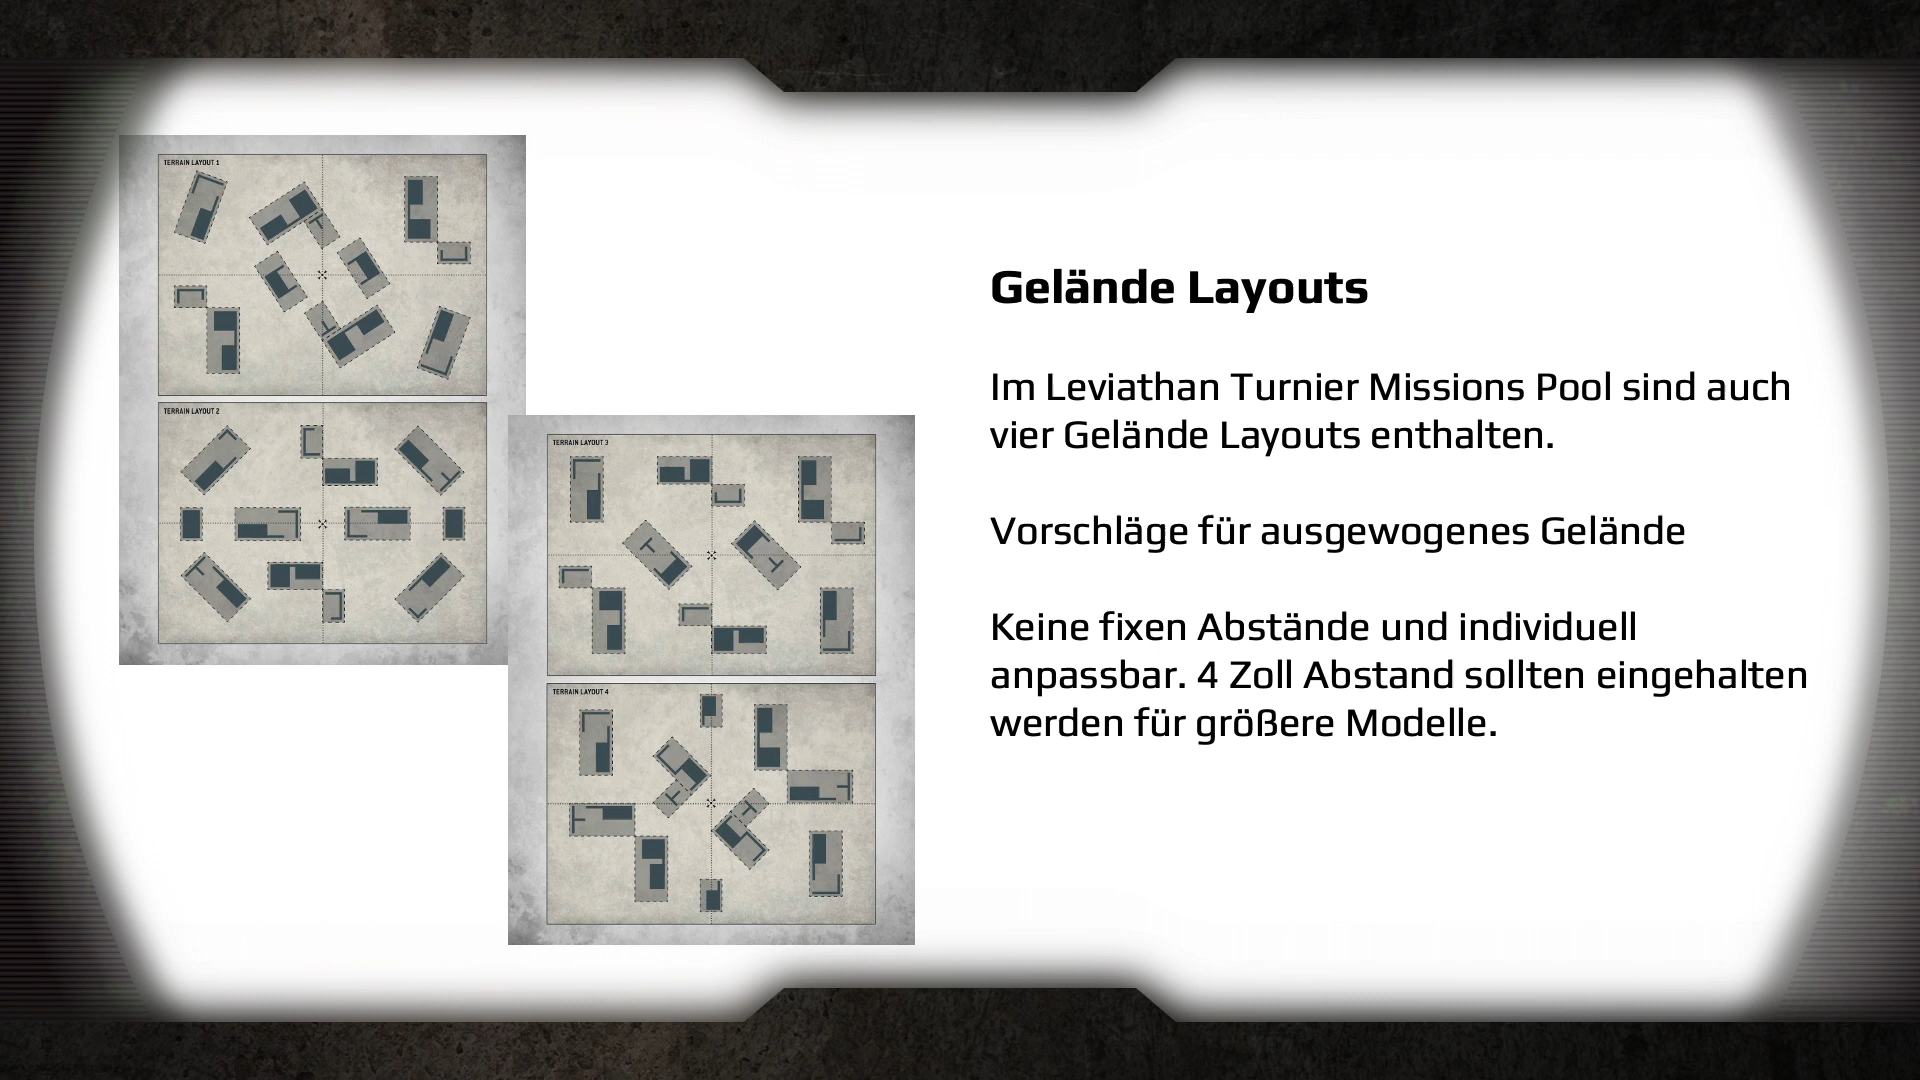 TERRAIN LAYOUT 1
TERRAIN LAYOUT 2
TERRAIN LAYOUT 3
TERRAIN LAYOUT 4
Gelände Layouts
Im Leviathan Turnier Missions Pool sind auch
vier Gelände Layouts enthalten.
Vorschläge für ausgewogenes Gelände
Keine fixen Abstände und individuell
anpassbar. 4 Zoll Abstand sollten eingehalten
werden für größere Modelle.